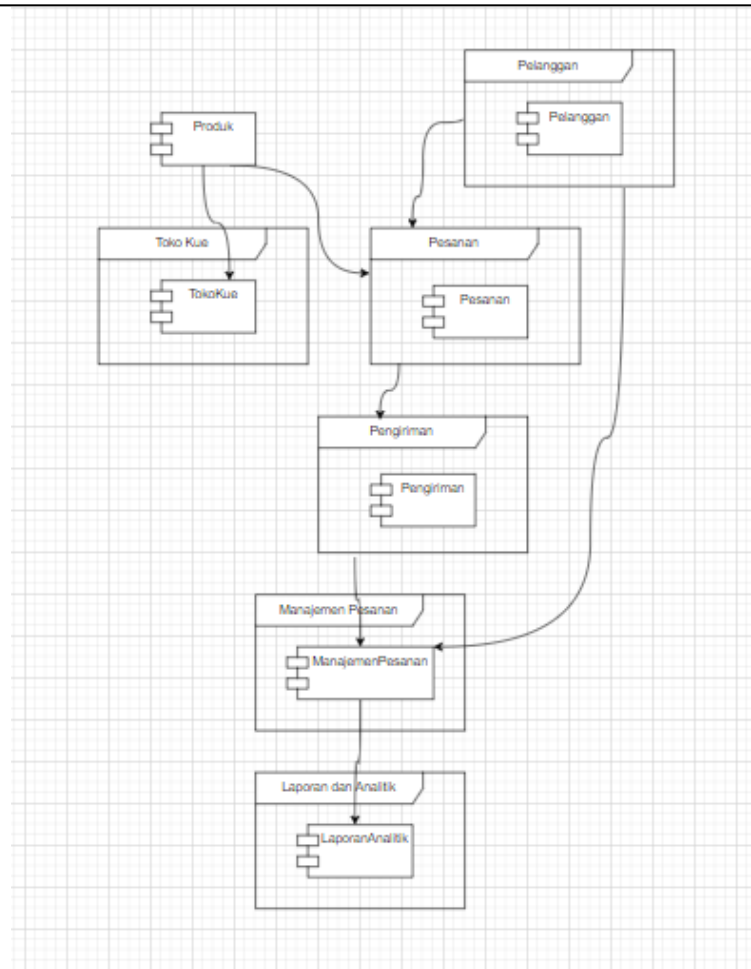 Pelanggan
Pelanggan
Produk
Toko Kue
TokoKue
Pesanan
Pesanan
Pengiriman
Pengiriman
Manajemen Pesanan
ManajemenPesanan
Laporan dan Analitik
LaporanAnalitik